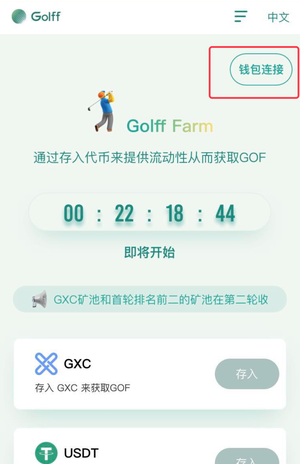 Golff
中文
钱包连接
Golff Farm
通过存入代币来提供流动性从而获取GOF
00 : 22 : 18 : 44
即将开始
GXC矿池和首轮排名前二的矿池在第二轮收
GXC
存入 GXC 来获取GOF
存入
USDT
存入